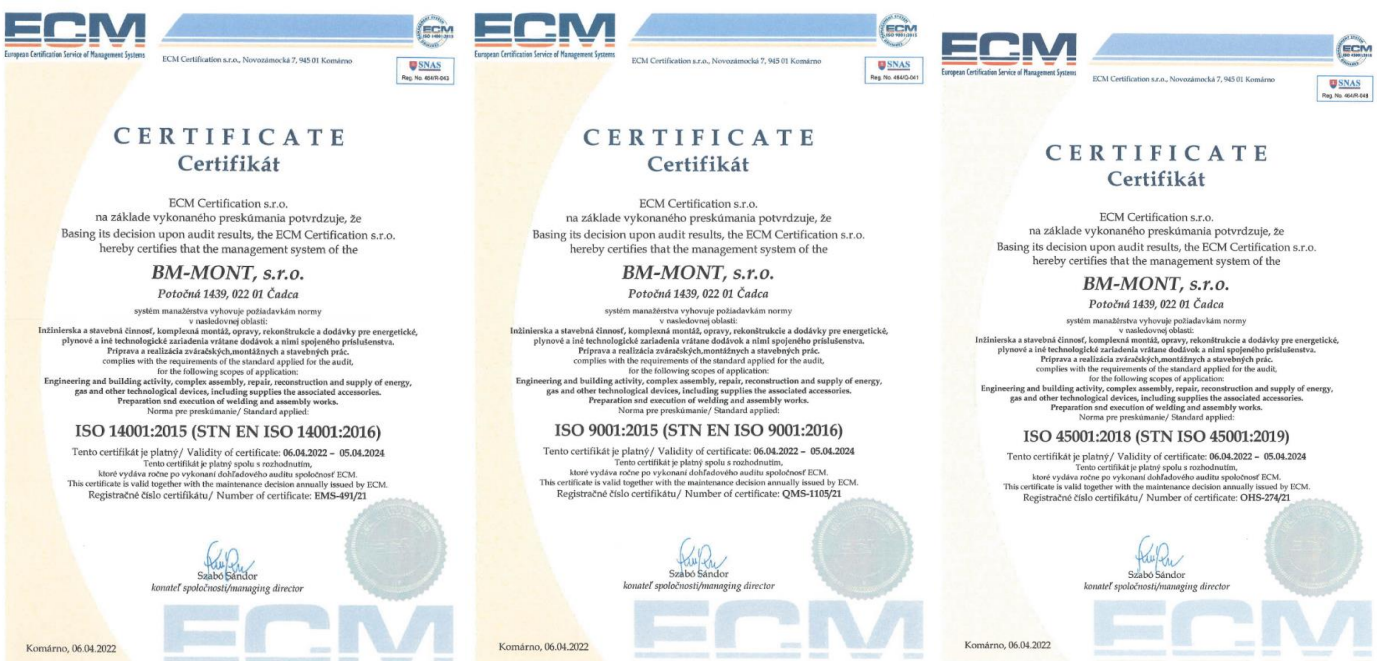 ECM
European Certification Service of Management Systems
ECM Certification s.r.o., Novozámocká 7, 945 01 Komárno
ECM
SNAS
Reg. No. 464/R-043
CERTIFICATE
Certifikát
ECM Certification s.r.o.
na základe vykonaného preskúmania potvrdzuje, že
Basing its decision upon audit results, the ECM Certification s.r.o.
hereby certifies that the management system of the
BM-MONT, s.r.o.
Potočná 1439, 022 01 Čadca
systém manažérstva vyhovuje požiadavkám normy
v nasledovnej oblasti:
Inžinierska a stavebná činnosť, komplexná montáž, opravy, rekonštrukcie a dodávky pre energetické,
plynové a iné technologické zariadenia vrátane dodávok a nimi spojeného príslušenstva.
Príprava a realizácia zváračských,montážnych a stavebných prác.
complies with the requirements of the standard applied for the audit,
for the following scopes of application:
Engineering and building activity, complex assembly, repair, reconstruction and supply of energy,
gas and other technological devices, including supplies the associated accessories.
Preparation snd execution of welding and assembly works.
Norma pre preskúmanie/ Standard applied:
ISO 14001:2015 (STN EN ISO 14001:2016)
Tento certifikát je platný/ Validity of certificate: 06.04.2022 – 05.04.2024
Tento certifikát je platný spolu s rozhodnutím,
ktoré vydáva ročne po vykonaní dohľadového auditu spoločnosť ECM.
This certificate is valid together with the maintenance decision annually issued by ECM.
Registračné číslo certifikátu/ Number of certificate: EMS-491/21
Szabó Sándor
konateľ spoločnosti/managing director
ECM
Komárno, 06.04.2022
ECM
European Certification Service of Management Systems
ECM Certification s.r.o., Novozámocká 7, 945 01 Komárno
ECM
SNAS
Reg. No. 464/Q-041
CERTIFICATE
Certifikát
ECM Certification s.r.o.
na základe vykonaného preskúmania potvrdzuje, že
Basing its decision upon audit results, the ECM Certification s.r.o.
hereby certifies that the management system of the
BM-MONT, s.r.o.
Potočná 1439, 022 01 Čadca
systém manažérstva vyhovuje požiadavkám normy
v nasledovnej oblasti:
Inžinierska a stavebná činnosť, komplexná montáž, opravy, rekonštrukcie a dodávky pre energetické,
plynové a iné technologické zariadenia vrátane dodávok a nimi spojeného príslušenstva.
Príprava a realizácia zváračských,montážnych a stavebných prác.
complies with the requirements of the standard applied for the audit,
for the following scopes of application:
Engineering and building activity, complex assembly, repair, reconstruction and supply of energy,
gas and other technological devices, including supplies the associated accessories.
Preparation snd execution of welding and assembly works.
Norma pre preskúmanie/ Standard applied:
ISO 9001:2015 (STN EN ISO 9001:2016)
Tento certifikát je platný/ Validity of certificate: 06.04.2022 – 05.04.2024
Tento certifikát je platný spolu s rozhodnutím,
ktoré vydáva ročne po vykonaní dohľadového auditu spoločnosť ECM.
This certificate is valid together with the maintenance decision annually issued by ECM.
Registračné číslo certifikátu/ Number of certificate: QMS-1105/21
Szabó Sándor
konateľ spoločnosti/managing director
ECM
Komárno, 06.04.2022
ECM
European Certification Service of Management Systems
ECM Certification s.r.o., Novozámocká 7, 945 01 Komárno
ECM
SNAS
Reg. No. 464/R-048
CERTIFICATE
Certifikát
ECM Certification s.r.o.
na základe vykonaného preskúmania potvrdzuje, že
Basing its decision upon audit results, the ECM Certification s.r.o.
hereby certifies that the management system of the
BM-MONT, s.r.o.
Potočná 1439, 022 01 Čadca
systém manažérstva vyhovuje požiadavkám normy
v nasledovnej oblasti:
Inžinierska a stavebná činnosť, komplexná montáž, opravy, rekonštrukcie a dodávky pre energetické,
plynové a iné technologické zariadenia vrátane dodávok a nimi spojeného príslušenstva.
Príprava a realizácia zváračských,montážnych a stavebných prác.
complies with the requirements of the standard applied for the audit,
for the following scopes of application:
Engineering and building activity, complex assembly, repair, reconstruction and supply of energy,
gas and other technological devices, including supplies the associated accessories.
Preparation snd execution of welding and assembly works.
Norma pre preskúmanie/ Standard applied:
ISO 45001:2018 (STN ISO 45001:2019)
Tento certifikát je platný/ Validity of certificate: 06.04.2022 – 05.04.2024
Tento certifikát je platný spolu s rozhodnutím,
ktoré vydáva ročne po vykonaní dohľadového auditu spoločnosť ECM.
This certificate is valid together with the maintenance decision annually issued by ECM.
Registračné číslo certifikátu/ Number of certificate: OHS-274/21
Szabó Sándor
konateľ spoločnosti/managing director
ECM
Komárno, 06.04.2022